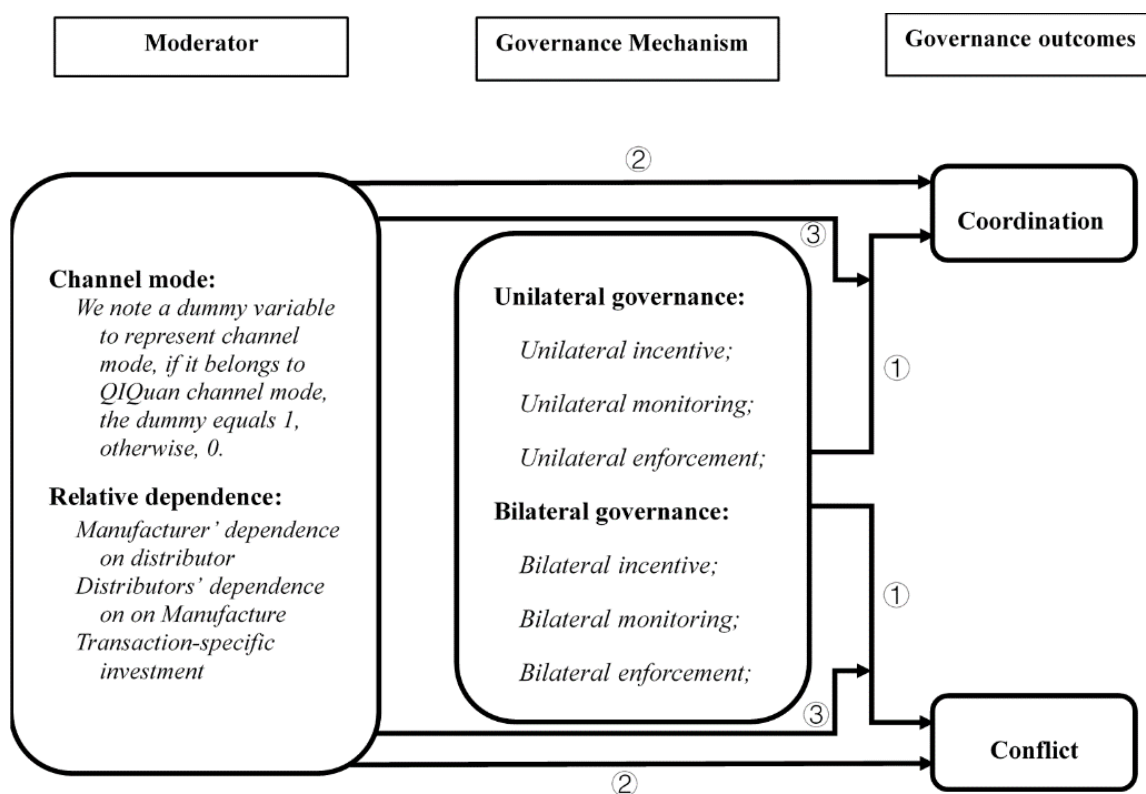 Moderator
Governance Mechanism
Governance outcomes
②
Coordination
③
Channel mode:
We note a dummy variable
to represent channel
mode, if it belongs to
QIQuan channel mode,
the dummy equals 1,
otherwise, 0.
Relative dependence:
Manufacturer’ dependence
on distributor
Distributors’ dependence
on on Manufacture
Transaction-specific
investment
Unilateral governance:
Unilateral incentive;
Unilateral monitoring;
Unilateral enforcement;
Bilateral governance:
Bilateral incentive;
Bilateral monitoring;
Bilateral enforcement;
①
①
③
Conflict
②